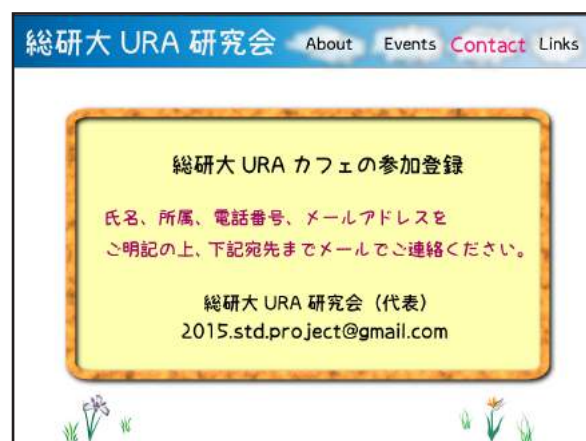 総研大 URA 研究会 About Events Contact Links
総研大 URA カフェの参加登録
氏名、所属、電話番号、メールアドレスを
ご明記の上、下記宛先までメールでご連絡ください。
総研大 URA 研究会（代表）
2015.std.project@gmail.com